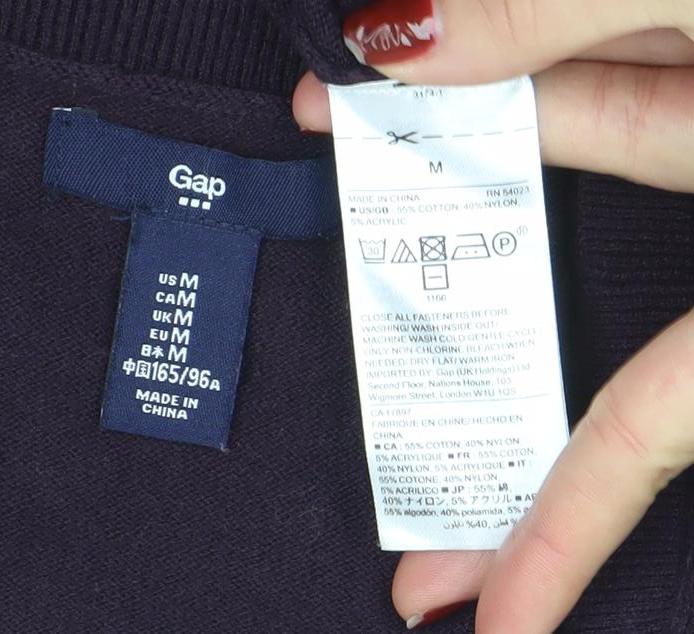 Gap
US M
CA M
UK M
EU M
日本 M
中国165/96A
MADE IN
CHINA
3174-1
M
MADE IN CHINA RN 54023
■ US/GB : 55% COTTON, 40% NYLON,
5% ACRYLIC
30 P
1166
CLOSE ALL FASTENERS BEFORE
WASHING/ WASH INSIDE OUT/
MACHINE WASH COLD GENTLE CYCLE/
ONLY NON-CHLORINE BLEACH WHEN
NEEDED/ DRY FLAT/ WARM IRON
IMPORTED BY: Gap (UK Holdings) Ltd
Second Floor, Nations House, 103
Wigmore Street, London W1U 1QS
CA 17897
FABRIQUÉ EN CHINE/ HECHO EN
CHINA
■ CA : 55% COTON, 40% NYLON,
5% ACRYLIQUE ■ FR : 55% COTON,
40% NYLON, 5% ACRYLIQUE ■ IT :
55% COTONE, 40% NYLON,
5% ACRILICO ■ JP : 55% 綿,
40% ナイロン, 5% アクリル ■ AR
55% algodón, 40% poliamida, 5%